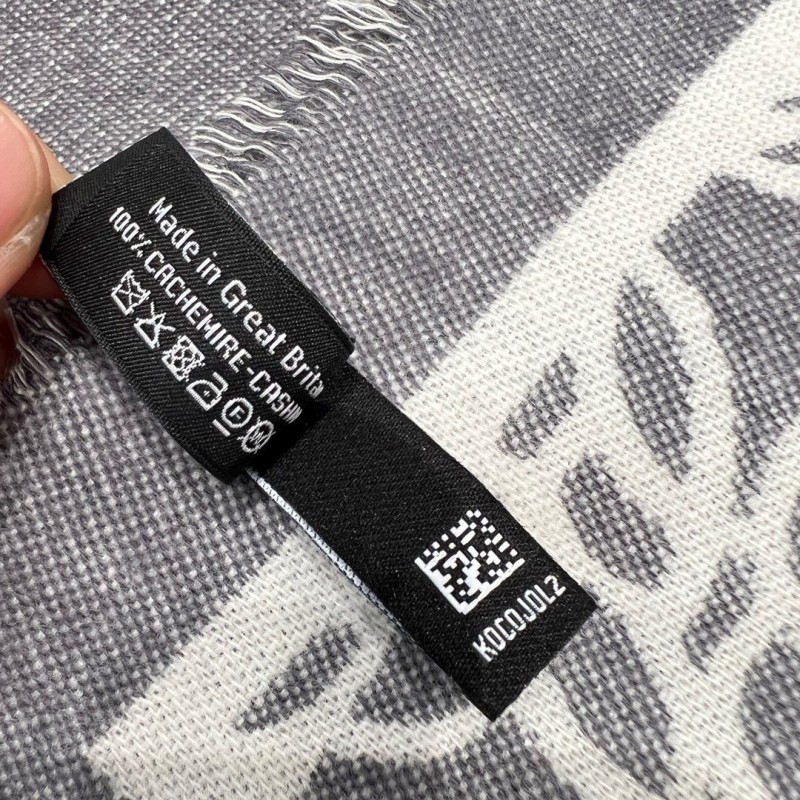 Made in Great Brita
100% CACHEMIRE-CASHM
F
W
KOCOJOL2